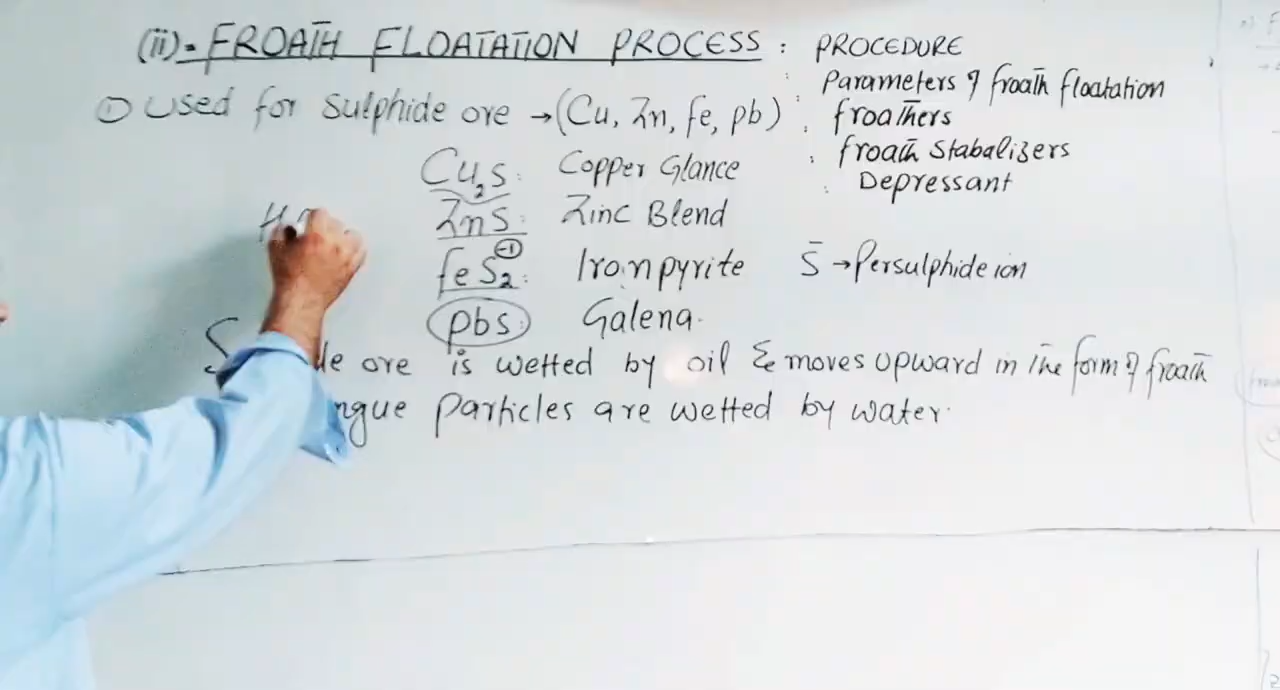 (ii). FROATH FLOATATION PROCESS : PROCEDURE
: Parameters of froath floatation
① Used for sulphide ore → (Cu, Zn, Fe, pb) : froathers
: froath Stabalizers
Cu₂S : Copper Glance
: Depressant
ZnS : Zinc Blend
FeS₂ : (-1) Iron pyrite S̄ → Persulphide ion
pbs : Galena.
ore is wetted by oil & moves upward in the form of froath
particles are wetted by water.